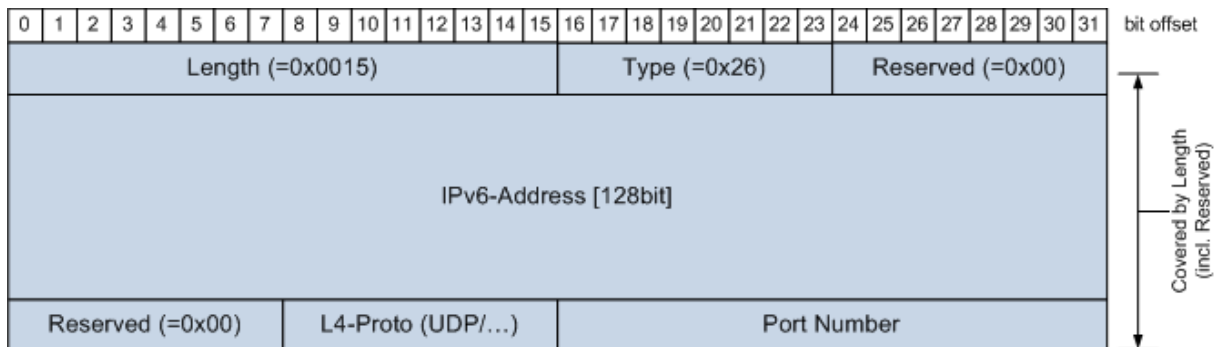 0 1 2 3 4 5 6 7 8 9 10 11 12 13 14 15 16 17 18 19 20 21 22 23 24 25 26 27 28 29 30 31 bit offset
Length (=0x0015) Type (=0x26) Reserved (=0x00)
IPv6-Address [128bit]
Covered by Length
(incl. Reserved)
Reserved (=0x00) L4-Proto (UDP/...) Port Number